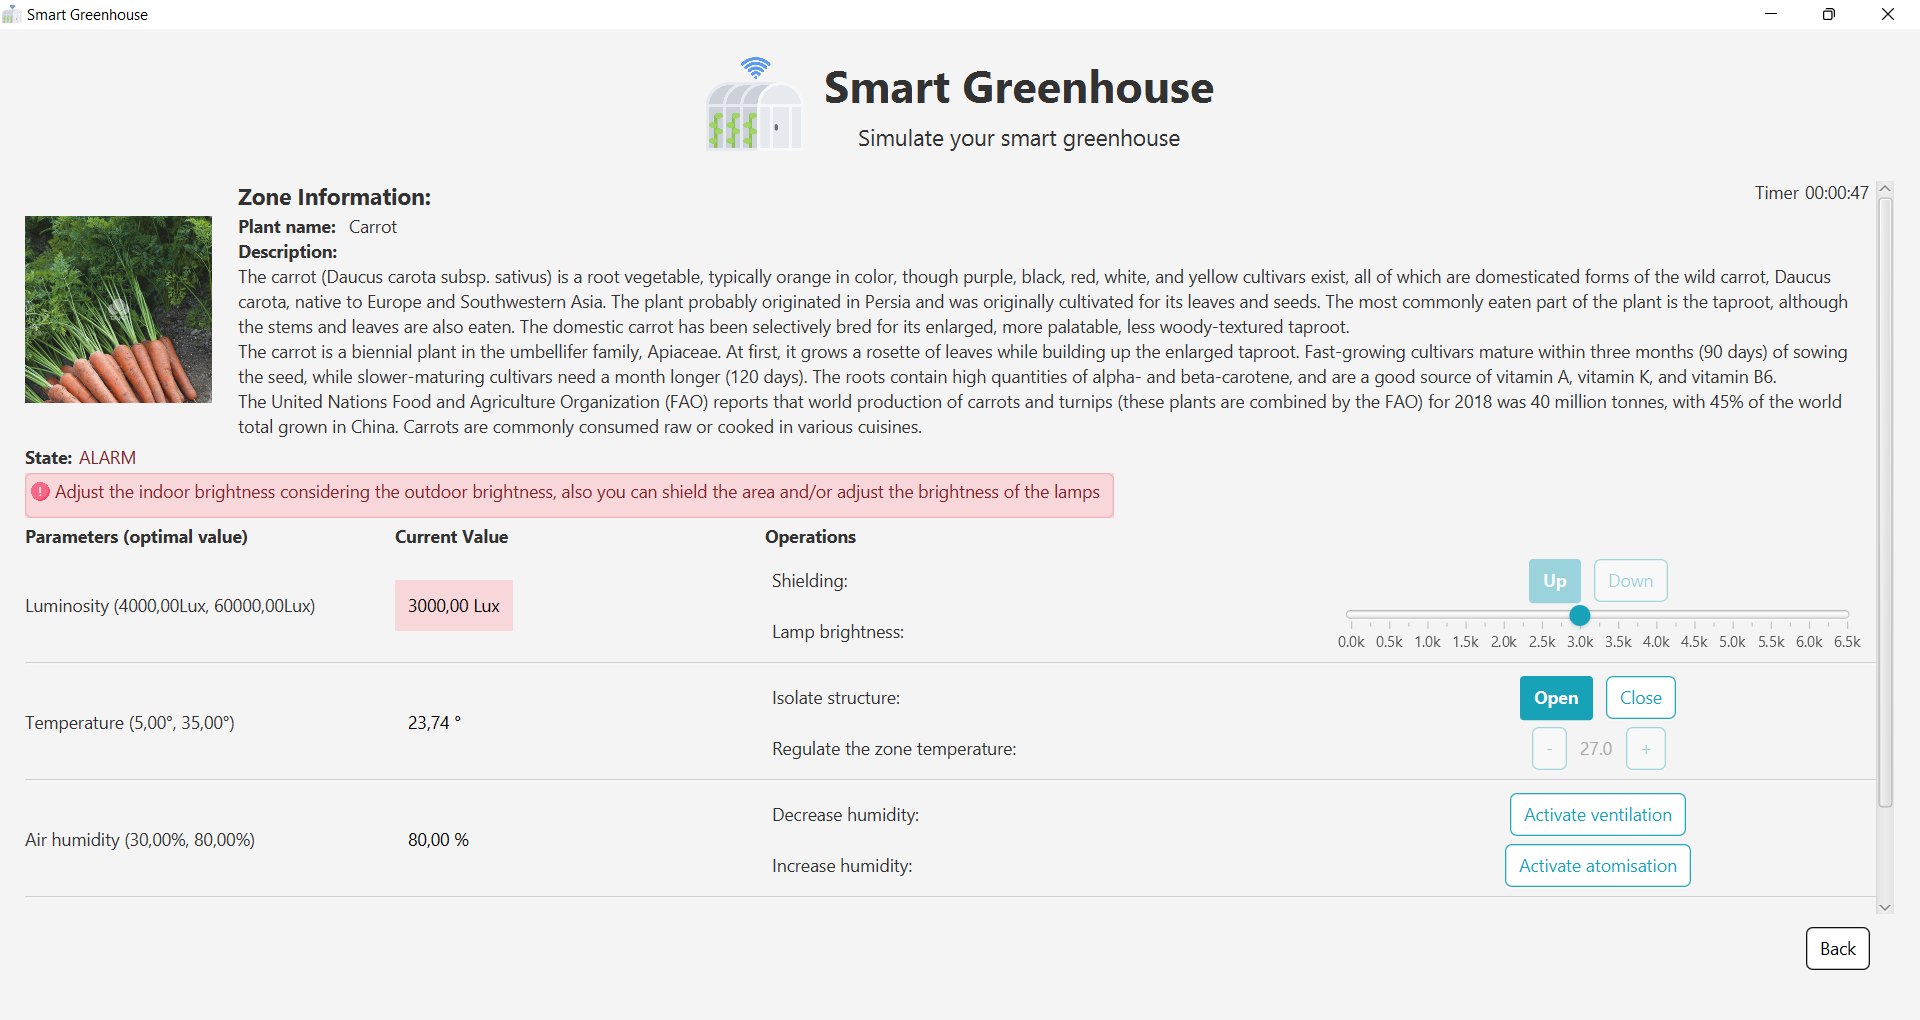 Smart Greenhouse
Smart Greenhouse
Simulate your smart greenhouse
Zone Information:
Timer 00:00:47
Plant name: Carrot
Description:
The carrot (Daucus carota subsp. sativus) is a root vegetable, typically orange in color, though purple, black, red, white, and yellow cultivars exist, all of which are domesticated forms of the wild carrot, Daucus
carota, native to Europe and Southwestern Asia. The plant probably originated in Persia and was originally cultivated for its leaves and seeds. The most commonly eaten part of the plant is the taproot, although
the stems and leaves are also eaten. The domestic carrot has been selectively bred for its enlarged, more palatable, less woody-textured taproot.
The carrot is a biennial plant in the umbellifer family, Apiaceae. At first, it grows a rosette of leaves while building up the enlarged taproot. Fast-growing cultivars mature within three months (90 days) of sowing
the seed, while slower-maturing cultivars need a month longer (120 days). The roots contain high quantities of alpha- and beta-carotene, and are a good source of vitamin A, vitamin K, and vitamin B6.
The United Nations Food and Agriculture Organization (FAO) reports that world production of carrots and turnips (these plants are combined by the FAO) for 2018 was 40 million tonnes, with 45% of the world
total grown in China. Carrots are commonly consumed raw or cooked in various cuisines.
State: ALARM
Adjust the indoor brightness considering the outdoor brightness, also you can shield the area and/or adjust the brightness of the lamps
Parameters (optimal value) Current Value Operations
Shielding: Up Down
Luminosity (4000,00Lux, 60000,00Lux) 3000,00 Lux
Lamp brightness:
0.0k 0.5k 1.0k 1.5k 2.0k 2.5k 3.0k 3.5k 4.0k 4.5k 5.0k 5.5k 6.0k 6.5k
Isolate structure: Open Close
Temperature (5,00°, 35,00°) 23,74 °
Regulate the zone temperature: - 27.0 +
Decrease humidity: Activate ventilation
Air humidity (30,00%, 80,00%) 80,00 %
Increase humidity: Activate atomisation
Back